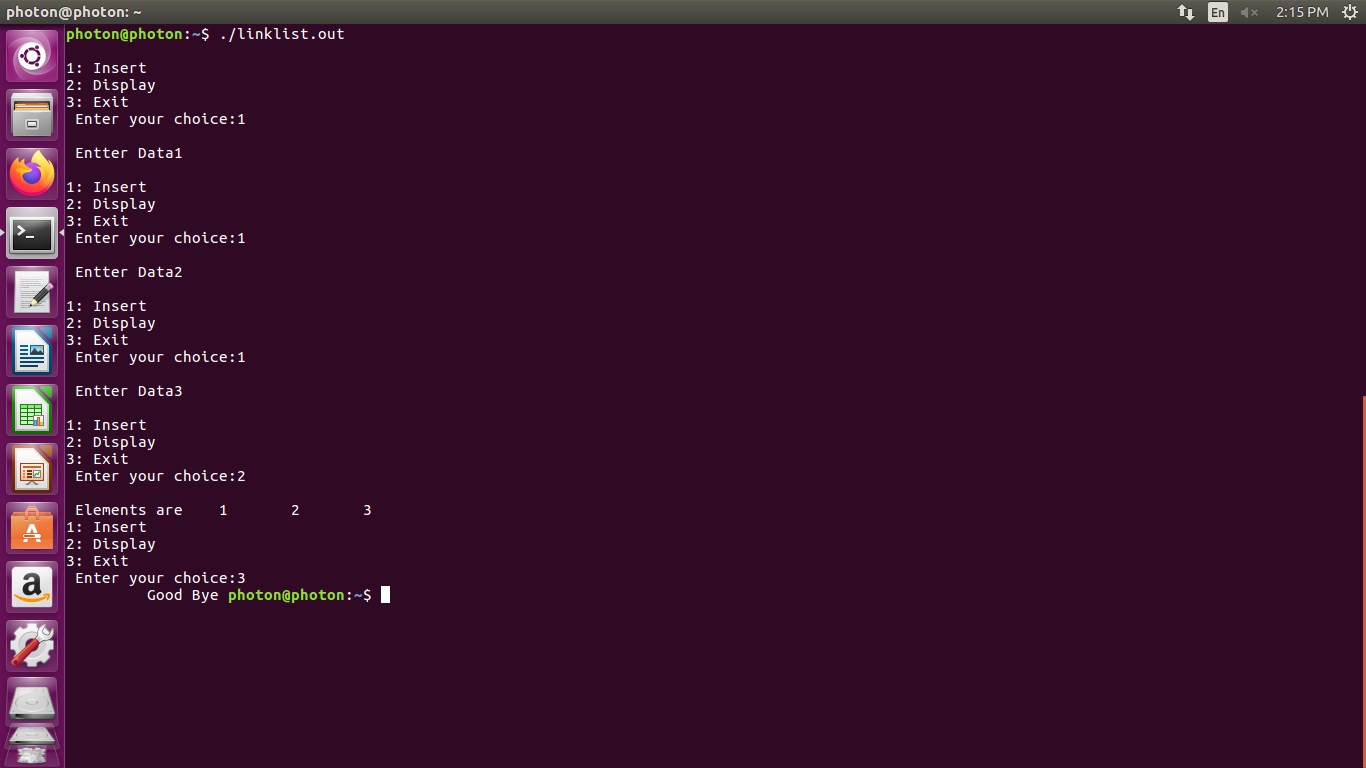 photon@photon: ~
En
2:15 PM
photon@photon:~$ ./linklist.out
1: Insert
2: Display
3: Exit
Enter your choice:1
Entter Data1
1: Insert
2: Display
3: Exit
Enter your choice:1
Entter Data2
1: Insert
2: Display
3: Exit
Enter your choice:1
Entter Data3
1: Insert
2: Display
3: Exit
Enter your choice:2
Elements are 1 2 3
1: Insert
2: Display
3: Exit
Enter your choice:3
Good Bye photon@photon:~$